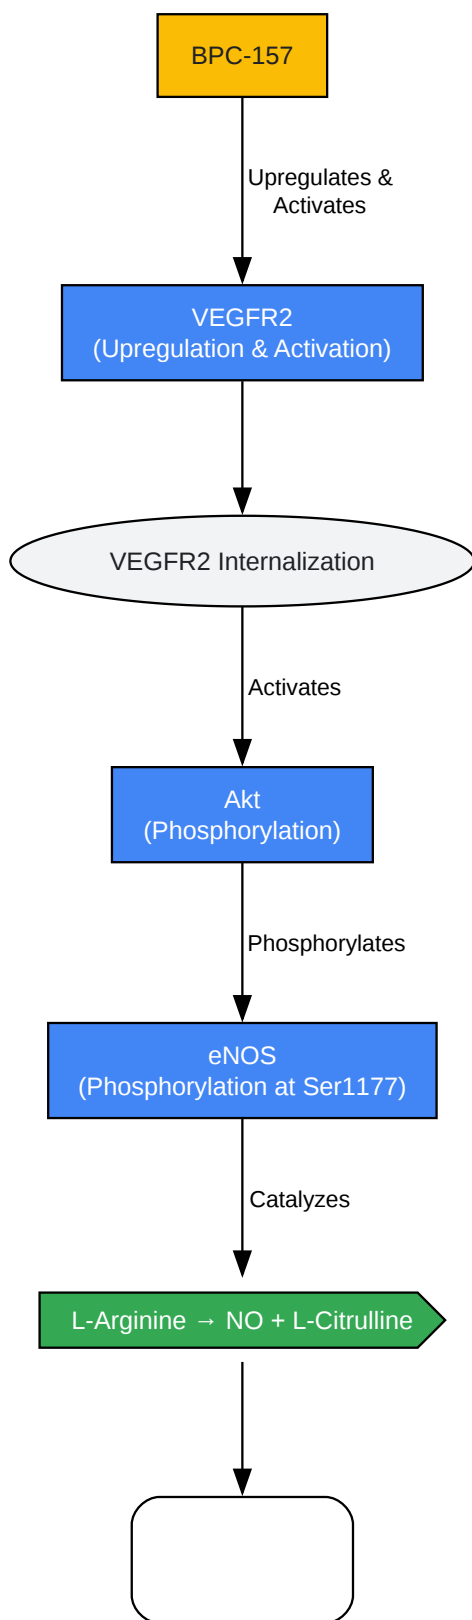 BPC-157
Upregulates &
Activates
VEGFR2
(Upregulation & Activation)
VEGFR2 Internalization
Activates
Akt
(Phosphorylation)
Phosphorylates
eNOS
(Phosphorylation at Ser1177)
Catalyzes
L-Arginine → NO + L-Citrulline